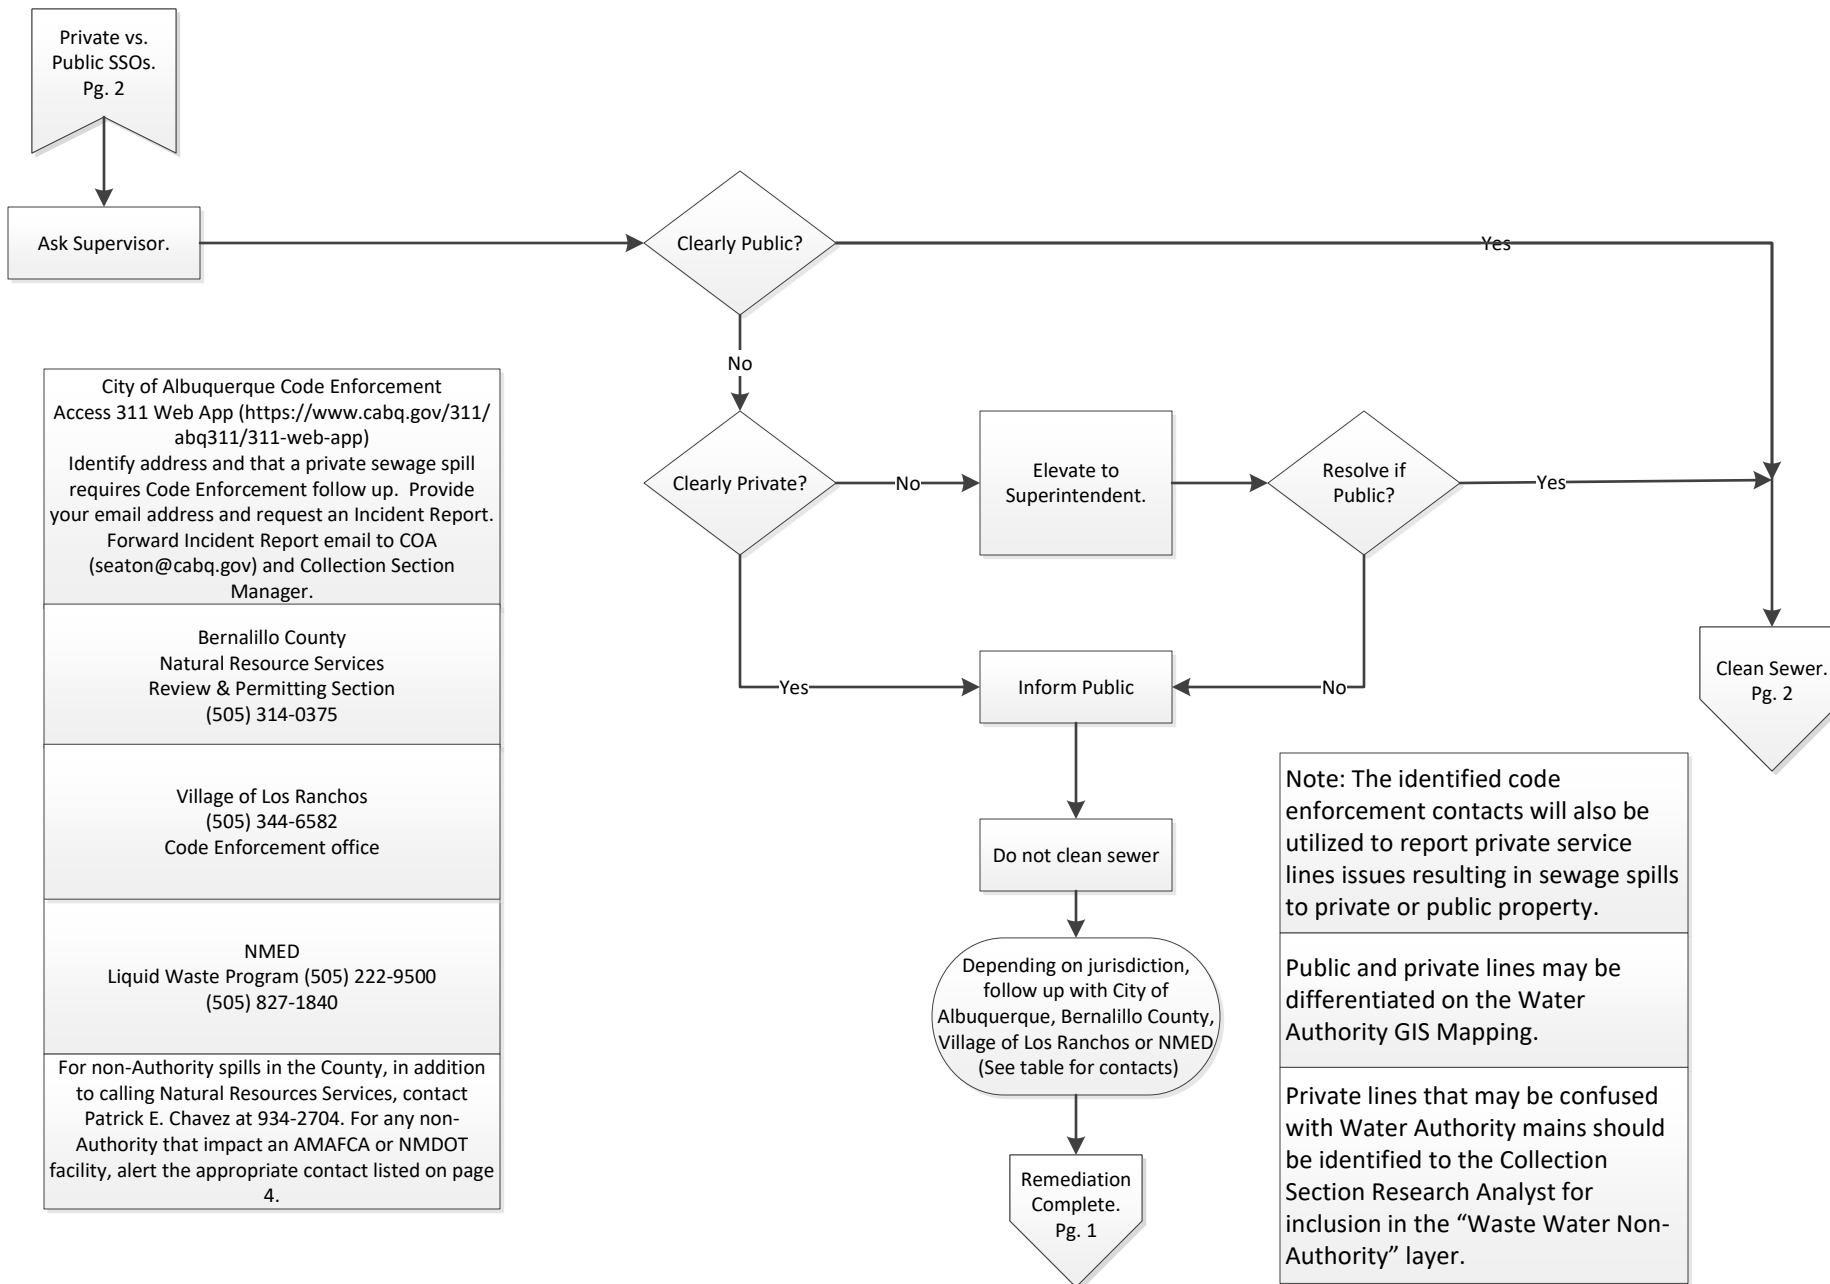 Private vs.
Public SSOs.
Pg. 2
Ask Supervisor.
Clearly Public?
Yes
No
Clearly Private?
No
Elevate to
Superintendent.
Resolve if
Public?
Yes
Yes
Inform Public
No
Clean Sewer.
Pg. 2
Do not clean sewer
Depending on jurisdiction,
follow up with City of
Albuquerque, Bernalillo County,
Village of Los Ranchos or NMED
(See table for contacts)
Remediation
Complete.
Pg. 1
City of Albuquerque Code Enforcement
Access 311 Web App (https://www.cabq.gov/311/
abq311/311-web-app)
Identify address and that a private sewage spill
requires Code Enforcement follow up.  Provide
your email address and request an Incident Report.
Forward Incident Report email to COA
(seaton@cabq.gov) and Collection Section
Manager.
Bernalillo County
Natural Resource Services
Review & Permitting Section
(505) 314-0375
Village of Los Ranchos
(505) 344-6582
Code Enforcement office
NMED
Liquid Waste Program (505) 222-9500
(505) 827-1840
For non-Authority spills in the County, in addition
to calling Natural Resources Services, contact
Patrick E. Chavez at 934-2704. For any non-
Authority that impact an AMAFCA or NMDOT
facility, alert the appropriate contact listed on page
4.
Note: The identified code
enforcement contacts will also be
utilized to report private service
lines issues resulting in sewage spills
to private or public property.
Public and private lines may be
differentiated on the Water
Authority GIS Mapping.
Private lines that may be confused
with Water Authority mains should
be identified to the Collection
Section Research Analyst for
inclusion in the “Waste Water Non-
Authority” layer.